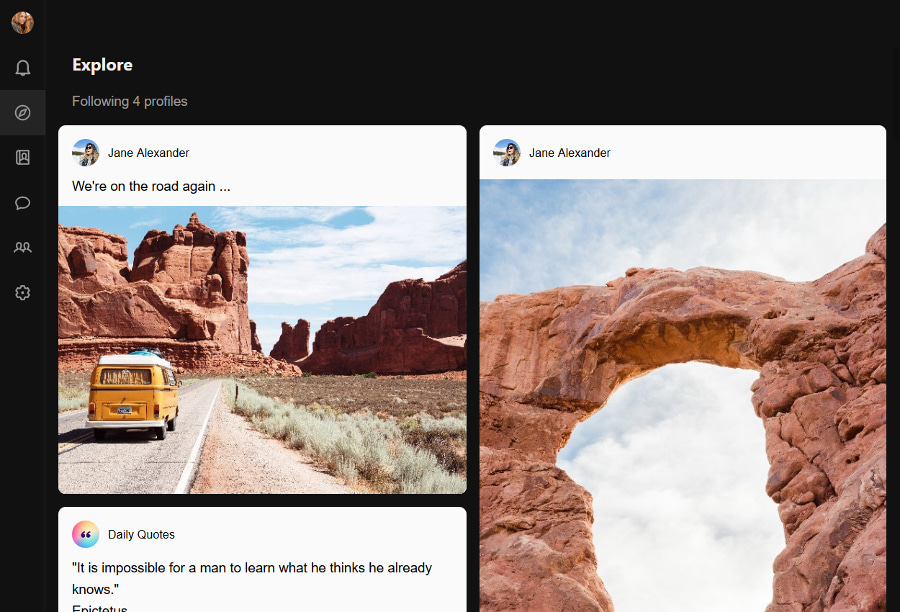 Explore
Following 4 profiles
Jane Alexander
We're on the road again ...
Jane Alexander
Daily Quotes
"It is impossible for a man to learn what he thinks he already
knows."
Epictetus